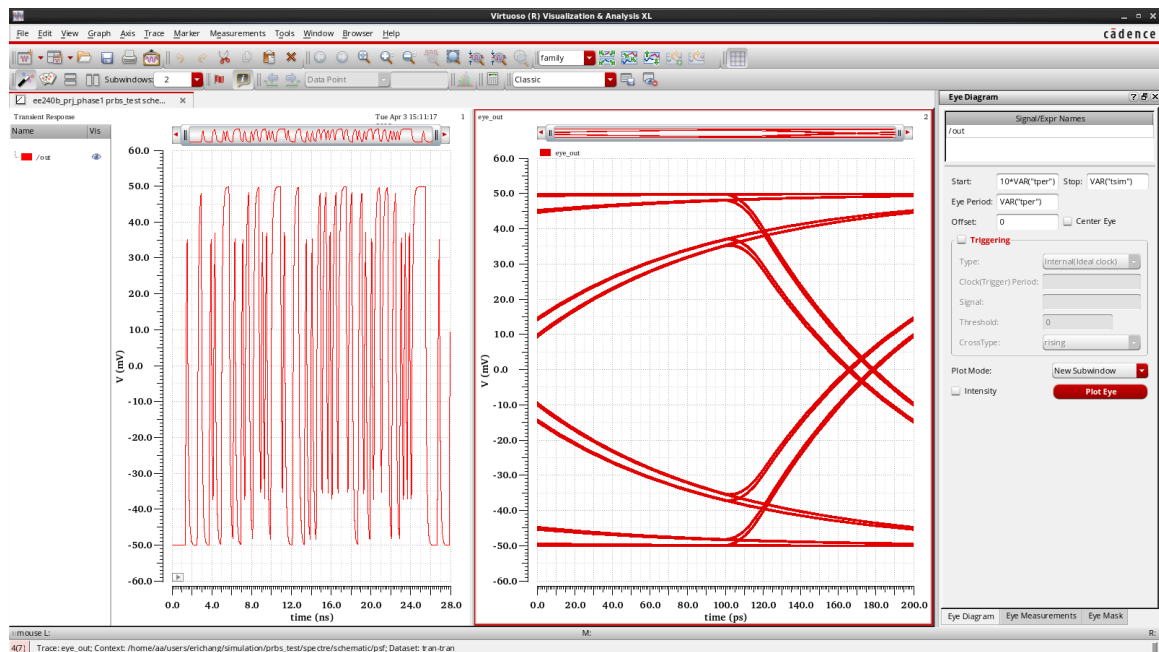 Virtuoso (R) Visualization & Analysis XL
File Edit View Graph Axis Trace Marker Measurements Tools Window Browser Help
cādence
family
Subwindows: 2
Data Point
Classic
ee240b_prj_phase1 prbs_test sche...
Transient Response
Tue Apr 3 15:11:17
1
Name
Vis
/out
60.0
50.0
40.0
30.0
20.0
10.0
0.0
-10.0
-20.0
-30.0
-40.0
-50.0
-60.0
V (mV)
0.0 4.0 8.0 12.0 16.0 20.0 24.0 28.0
time (ns)
eye_out
2
eye_out
60.0
50.0
40.0
30.0
20.0
10.0
0.0
-10.0
-20.0
-30.0
-40.0
-50.0
-60.0
V (mV)
0.0 20.0 40.0 60.0 80.0 100.0 120.0 140.0 160.0 180.0 200.0
time (ps)
Eye Diagram
Signal/Expr Names
/out
Start: 10*VAR("tper") Stop: VAR("tsim")
Eye Period: VAR("tper")
Offset: 0 Center Eye
Triggering
Type: Internal(Ideal clock)
Clock(Trigger) Period:
Signal:
Threshold: 0
CrossType: rising
Plot Mode: New Subwindow
Intensity Plot Eye
Eye Diagram Eye Measurements Eye Mask
mouse L: M: R:
4(7) Trace: eye_out; Context: /home/aa/users/erichang/simulation/prbs_test/spectre/schematic/psf; Dataset: tran-tran